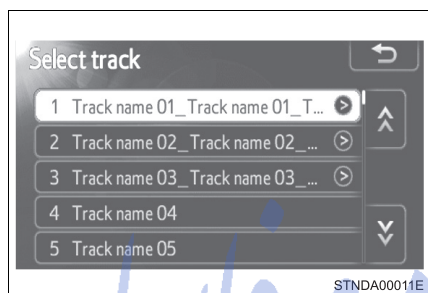 Select track
1 Track name 01_Track name 01_T...
2 Track name 02_Track name 02_...
3 Track name 03_Track name 03_...
4 Track name 04
5 Track name 05
STNDA00011E